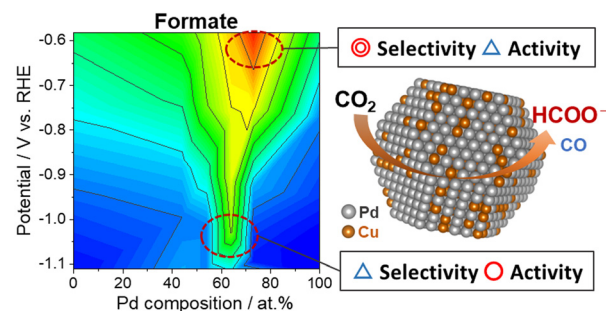 Formate
Potential / V vs. RHE
-0.6
-0.7
-0.8
-0.9
-1.0
-1.1
0 20 40 60 80 100
Pd composition / at.%
◎ Selectivity △ Activity
CO₂
HCOO⁻
CO
Pd
Cu
△ Selectivity ○ Activity